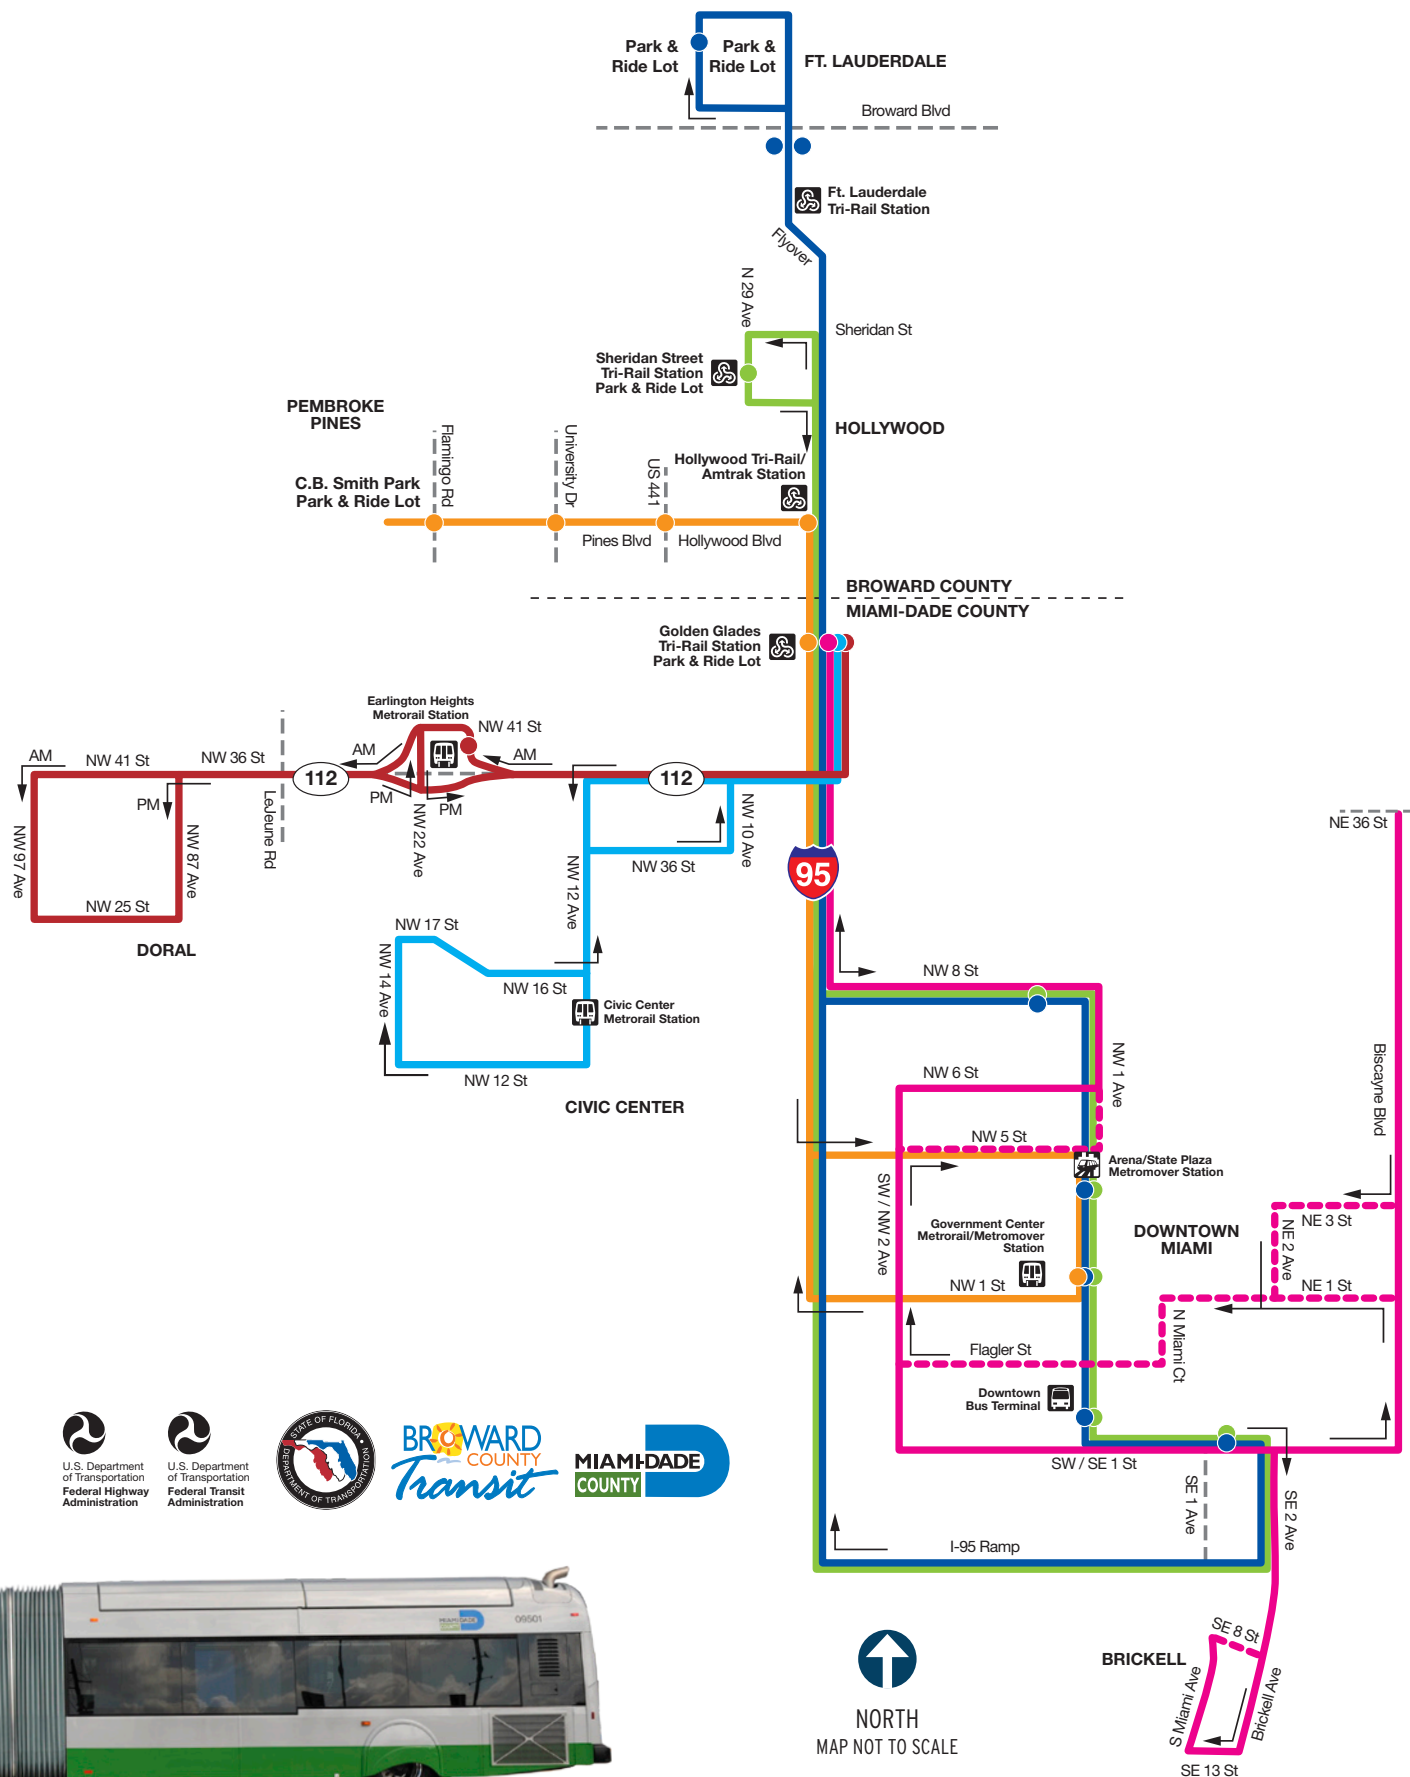 Park &
Ride Lot
Park &
Ride Lot
FT. LAUDERDALE
Broward Blvd
Ft. Lauderdale
Tri-Rail Station
Flyover
N 29 Ave
Sheridan St
Sheridan Street
Tri-Rail Station
Park & Ride Lot
HOLLYWOOD
PEMBROKE
PINES
Flamingo Rd
University Dr
US 441
Hollywood Tri-Rail/
Amtrak Station
C.B. Smith Park
Park & Ride Lot
Pines Blvd
Hollywood Blvd
BROWARD COUNTY
MIAMI-DADE COUNTY
Golden Glades
Tri-Rail Station
Park & Ride Lot
Earlington Heights
Metrorail Station
NW 41 St
AM
NW 41 St
NW 36 St
AM
AM
112
112
PM
PM
PM
LeJeune Rd
NW 22 Ave
NW 97 Ave
NW 87 Ave
NW 25 St
DORAL
NW 10 Ave
NW 36 St
NW 12 Ave
95
NE 36 St
NW 17 St
NW 14 Ave
NW 16 St
Civic Center
Metrorail Station
NW 12 St
CIVIC CENTER
NW 8 St
NW 1 Ave
Biscayne Blvd
NW 6 St
NW 5 St
Arena/State Plaza
Metromover Station
SW / NW 2 Ave
Government Center
Metrorail/Metromover
Station
DOWNTOWN
MIAMI
NE 3 St
NE 2 Ave
NE 1 St
NW 1 St
N Miami Ct
Flagler St
Downtown
Bus Terminal
SW / SE 1 St
SE 1 Ave
SE 2 Ave
I-95 Ramp
U.S. Department
of Transportation
Federal Highway
Administration
U.S. Department
of Transportation
Federal Transit
Administration
STATE OF FLORIDA
DEPARTMENT OF TRANSPORTATION
BROWARD
COUNTY
Transit
MIAMI-DADE
COUNTY
MIAMI-DADE
COUNTY
09501
NORTH
MAP NOT TO SCALE
BRICKELL
SE 8 St
S Miami Ave
Brickell Ave
SE 13 St